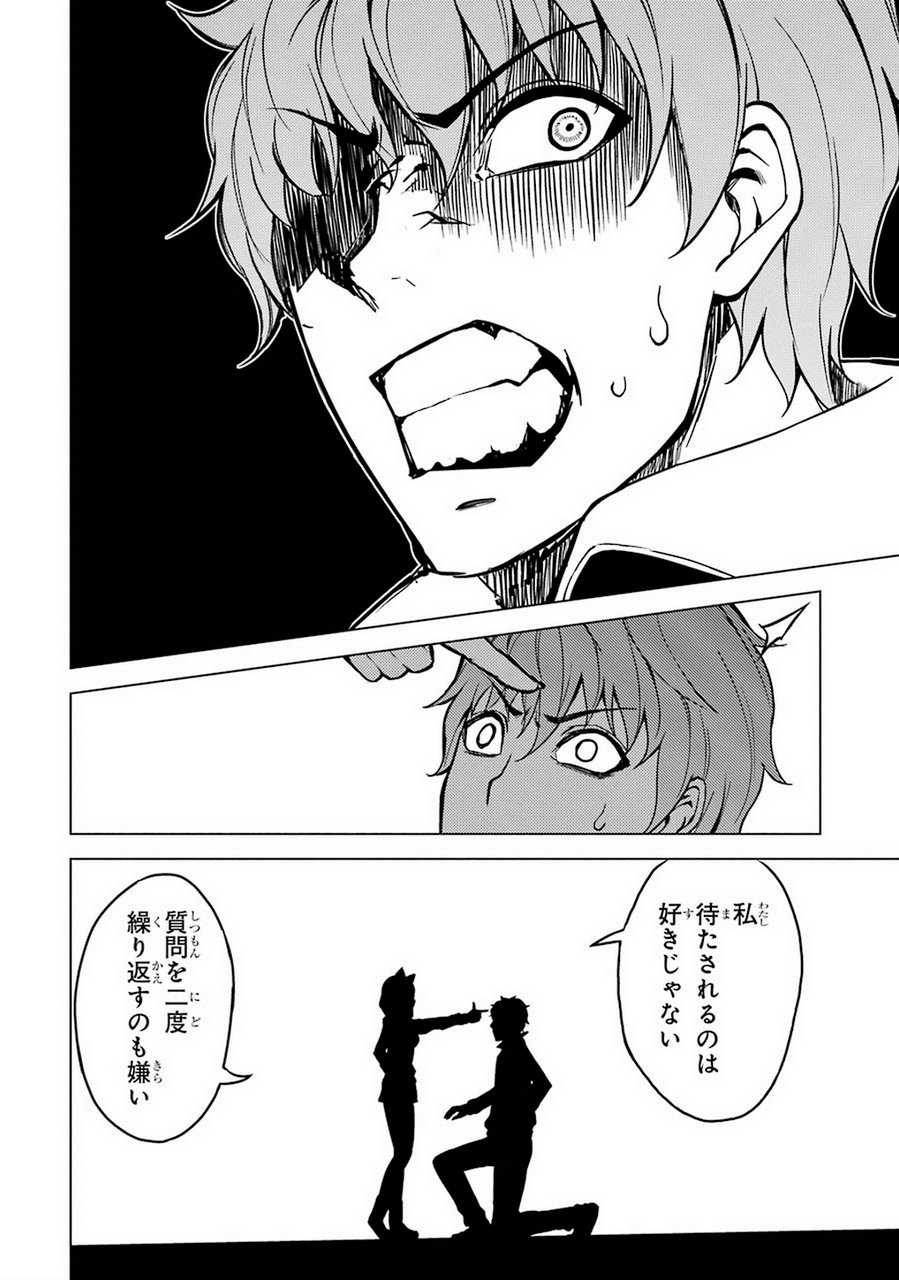 私
待たされるのは
好きじゃない
質問を二度
繰り返すのも嫌い